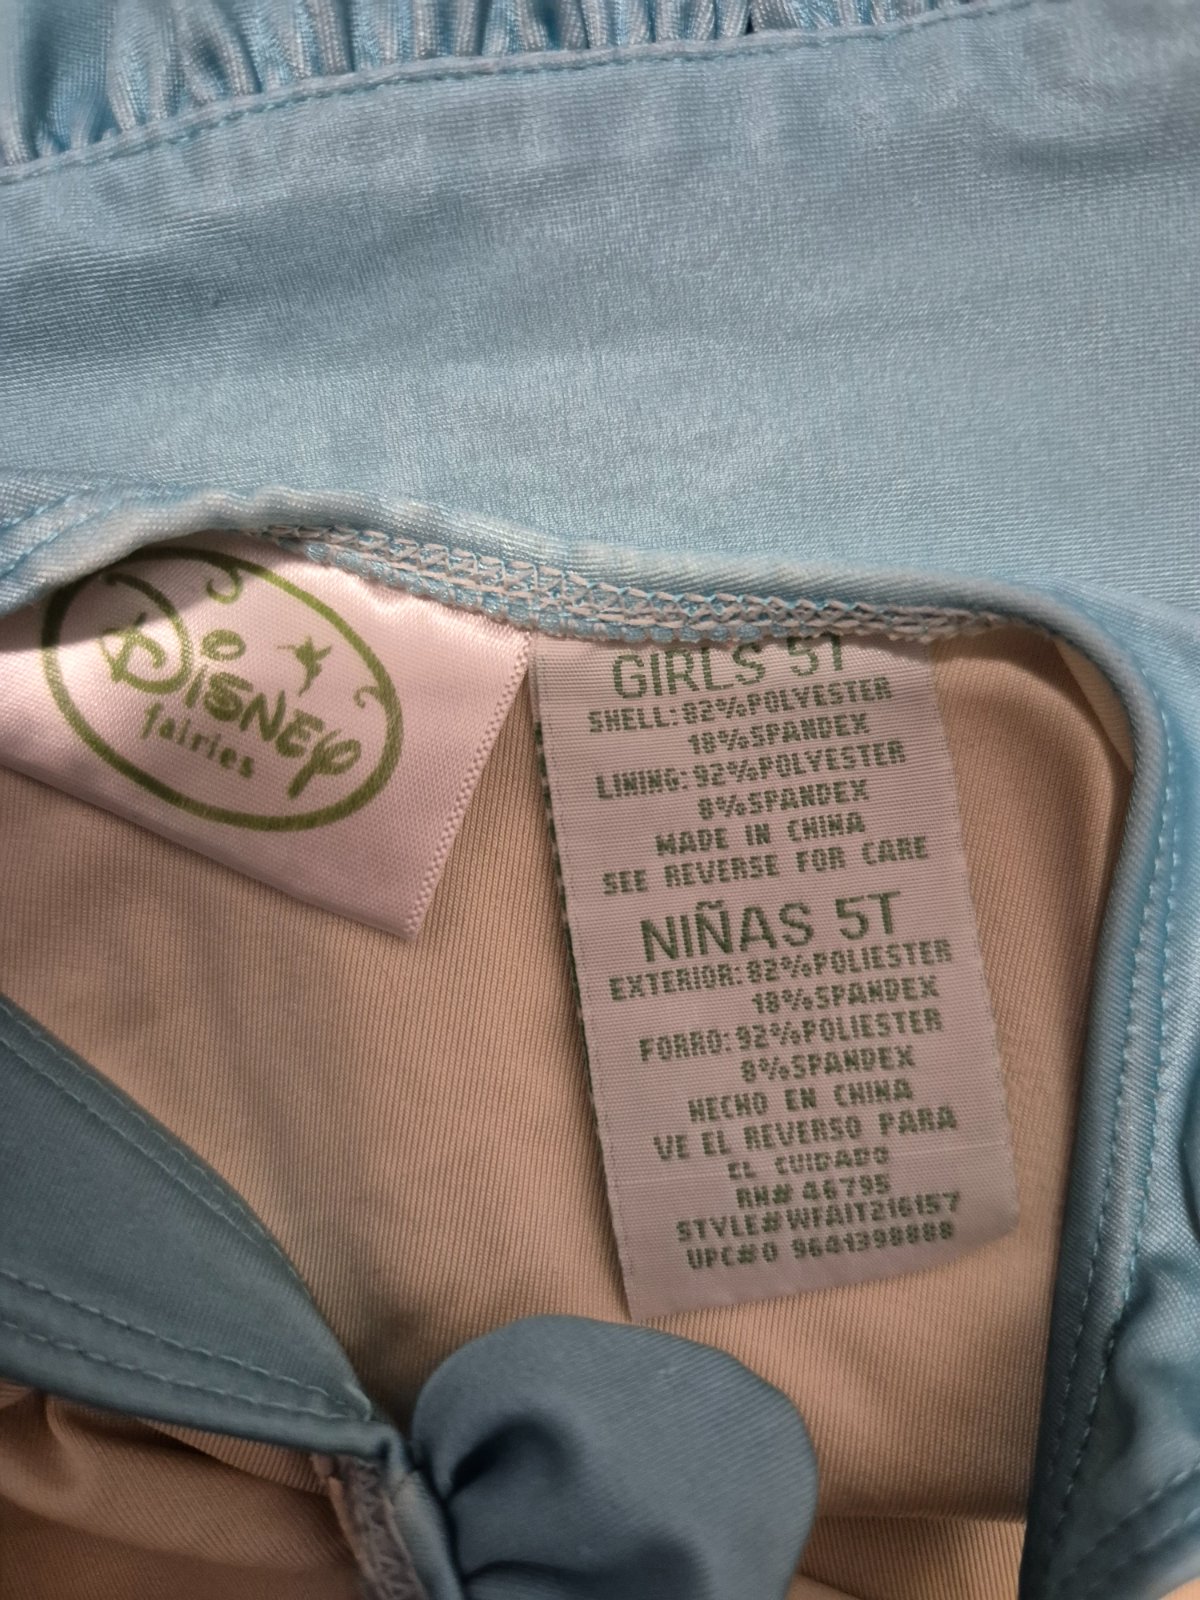 Disney
fairies
GIRLS 5T
SHELL: 82%POLYESTER
18%SPANDEX
LINING: 92%POLYESTER
8%SPANDEX
MADE IN CHINA
SEE REVERSE FOR CARE
NIÑAS 5T
EXTERIOR: 82%POLIESTER
18%SPANDEX
FORRO: 92%POLIESTER
8%SPANDEX
HECHO EN CHINA
VE EL REVERSO PARA
EL CUIDADO
RN# 46795
STYLE#WFAIT216157
UPC#0 9641398888